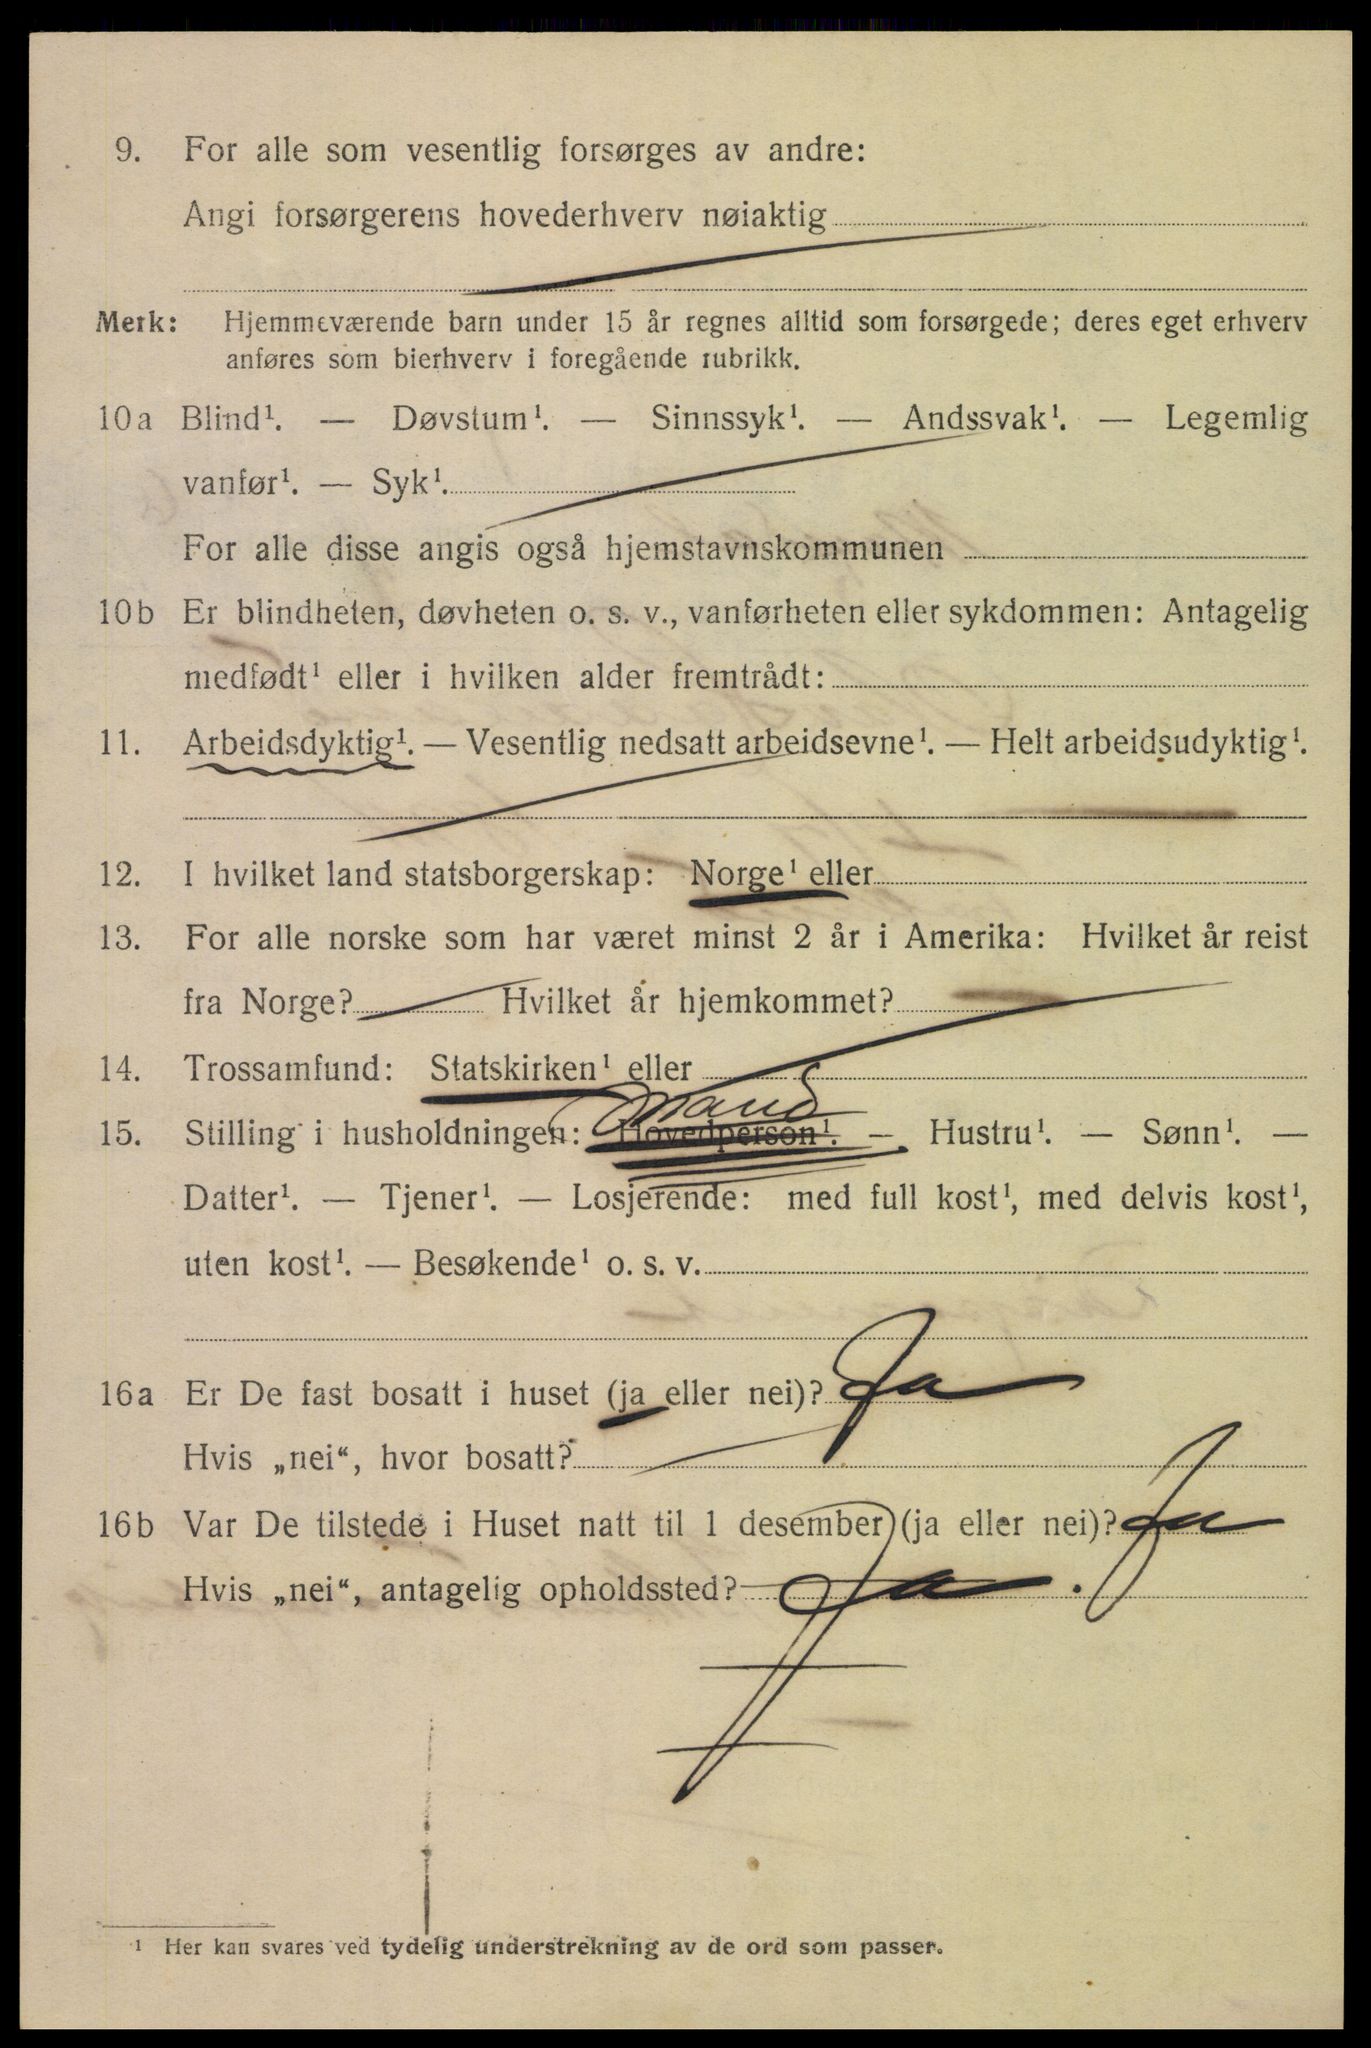 9. For alle som vesentlig forsørges av andre:
Angi forsørgerens hovederhverv nøiaktig
Merk: Hjemmeværende barn under 15 år regnes alltid som forsørgede; deres eget erhverv
anføres som bierhverv i foregående rubrikk.
10a Blind¹. — Døvstum¹. — Sinnssyk¹. — Andssvak¹. — Legemlig
vanfør¹. — Syk¹.
For alle disse angis også hjemstavnskommunen
10b Er blindheten, døvheten o. s. v., vanførheten eller sykdommen: Antagelig
medfødt¹ eller i hvilken alder fremtrådt:
11. Arbeidsdyktig¹. — Vesentlig nedsatt arbeidsevne¹. — Helt arbeidsudyktig¹.
12. I hvilket land statsborgerskap: Norge¹ eller
13. For alle norske som har været minst 2 år i Amerika: Hvilket år reist
fra Norge? Hvilket år hjemkommet?
14. Trossamfund: Statskirken¹ eller
Mand
15. Stilling i husholdningen: Hovedperson¹. — Hustru¹. — Sønn¹. —
Datter¹. — Tjener¹. — Losjerende: med full kost¹, med delvis kost¹,
uten kost¹. — Besøkende¹ o. s. v.
16a Er De fast bosatt i huset (ja eller nei)? Ja
Hvis „nei“, hvor bosatt?
16b Var De tilstede i Huset natt til 1 desember (ja eller nei)? Ja
Hvis „nei“, antagelig opholdssted? Ja.
¹ Her kan svares ved tydelig understrekning av de ord som passer.